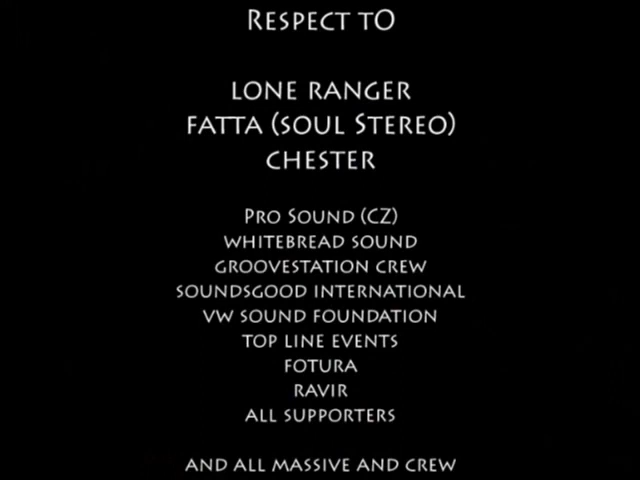 RESPECT TO
LONE RANGER
FATTA (SOUL STEREO)
CHESTER
PRO SOUND (CZ)
WHITEBREAD SOUND
GROOVESTATION CREW
SOUNDSGOOD INTERNATIONAL
VW SOUND FOUNDATION
TOP LINE EVENTS
FOTURA
RAVIR
ALL SUPPORTERS
AND ALL MASSIVE AND CREW